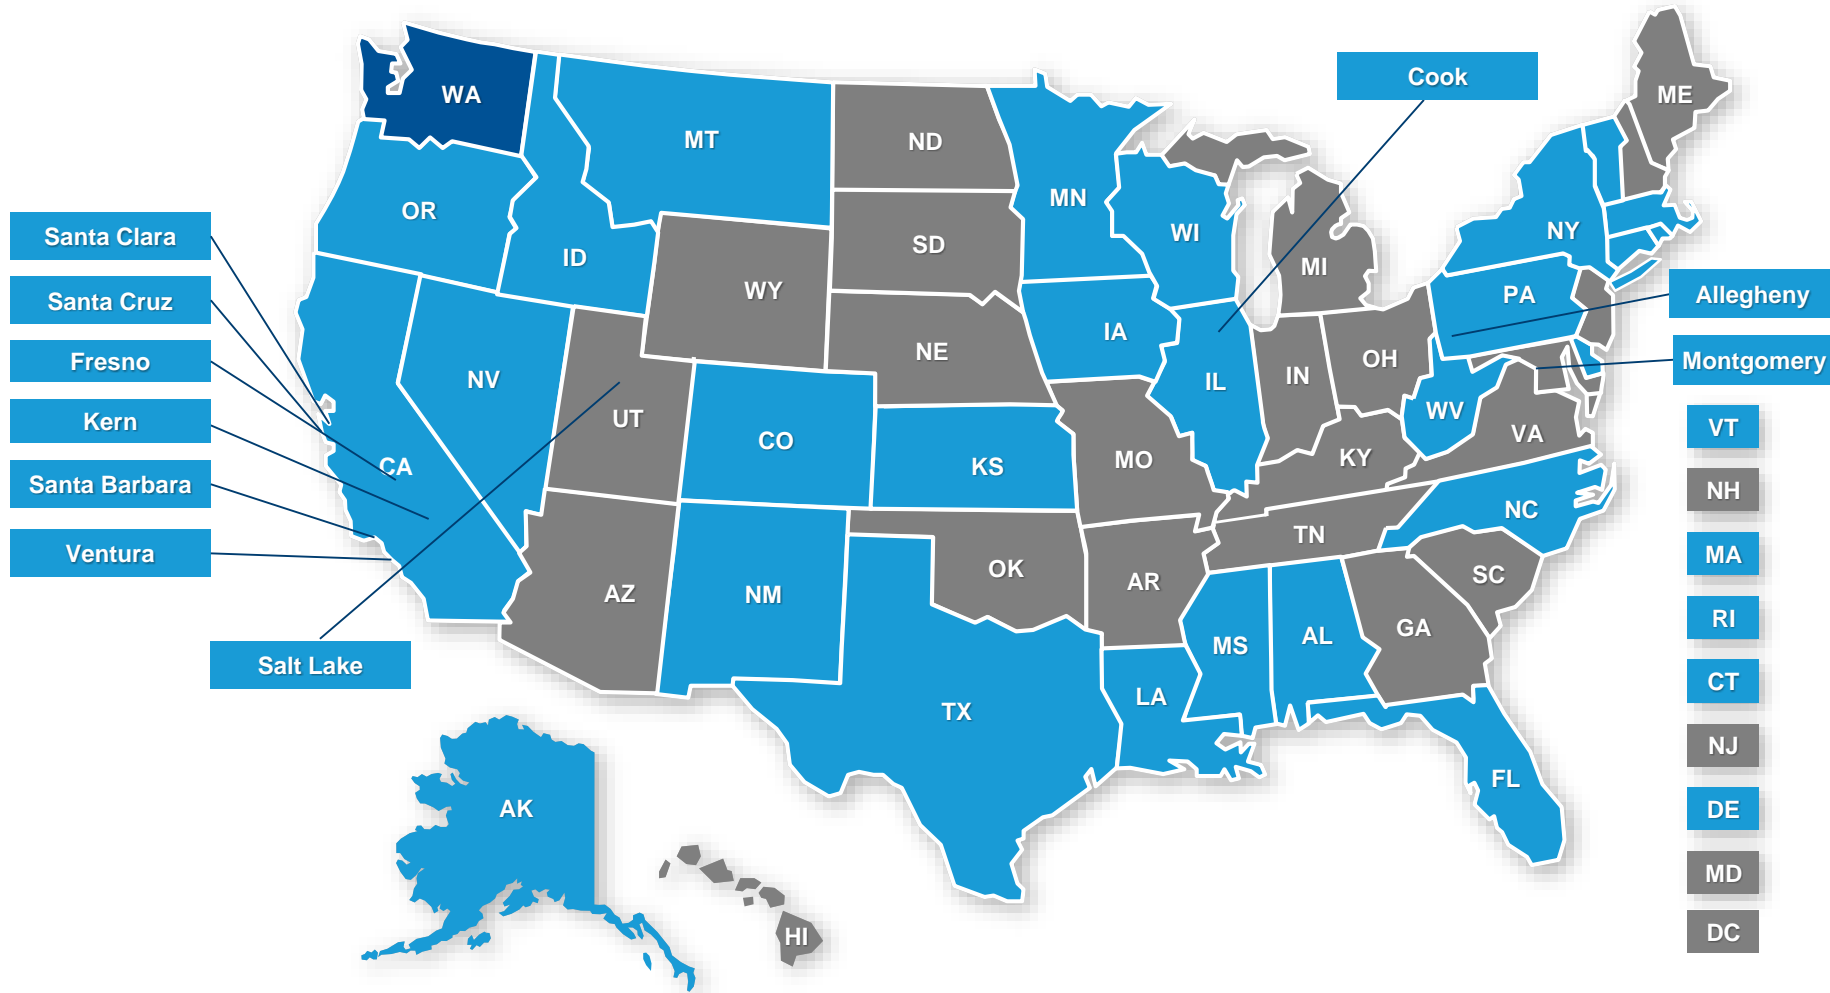 WA
MT
ND
MN
ME
Cook
OR
ID
WY
SD
WI
MI
NY
Santa Clara
Santa Cruz
Fresno
Kern
Santa Barbara
Ventura
Salt Lake
NV
UT
CO
NE
IA
IL
IN
OH
PA
Allegheny
Montgomery
WV
VA
CA
KS
MO
KY
NC
TN
AZ
NM
OK
AR
SC
GA
MS
AL
LA
TX
FL
AK
HI
VT
NH
MA
RI
CT
NJ
DE
MD
DC